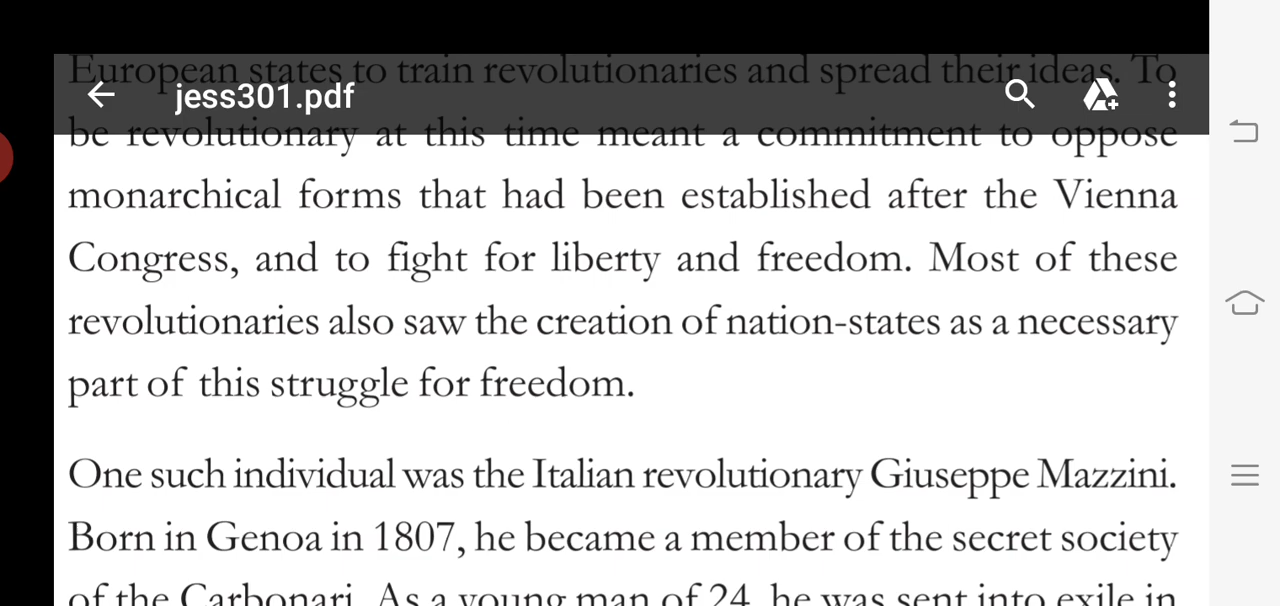 European states to train revolutionaries and spread their ideas. To
jess301.pdf
be revolutionary at this time meant a commitment to oppose
monarchical forms that had been established after the Vienna
Congress, and to fight for liberty and freedom. Most of these
revolutionaries also saw the creation of nation-states as a necessary
part of this struggle for freedom.
One such individual was the Italian revolutionary Giuseppe Mazzini.
Born in Genoa in 1807, he became a member of the secret society
of the Carbonari. As a young man of 24, he was sent into exile in